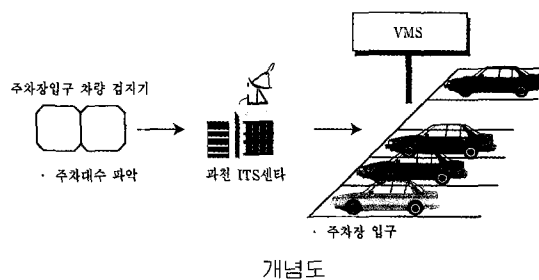 VMS
주차장입구 차량 검지기
· 주차대수 파악
과천 ITS센타
· 주차장 입구
개념도